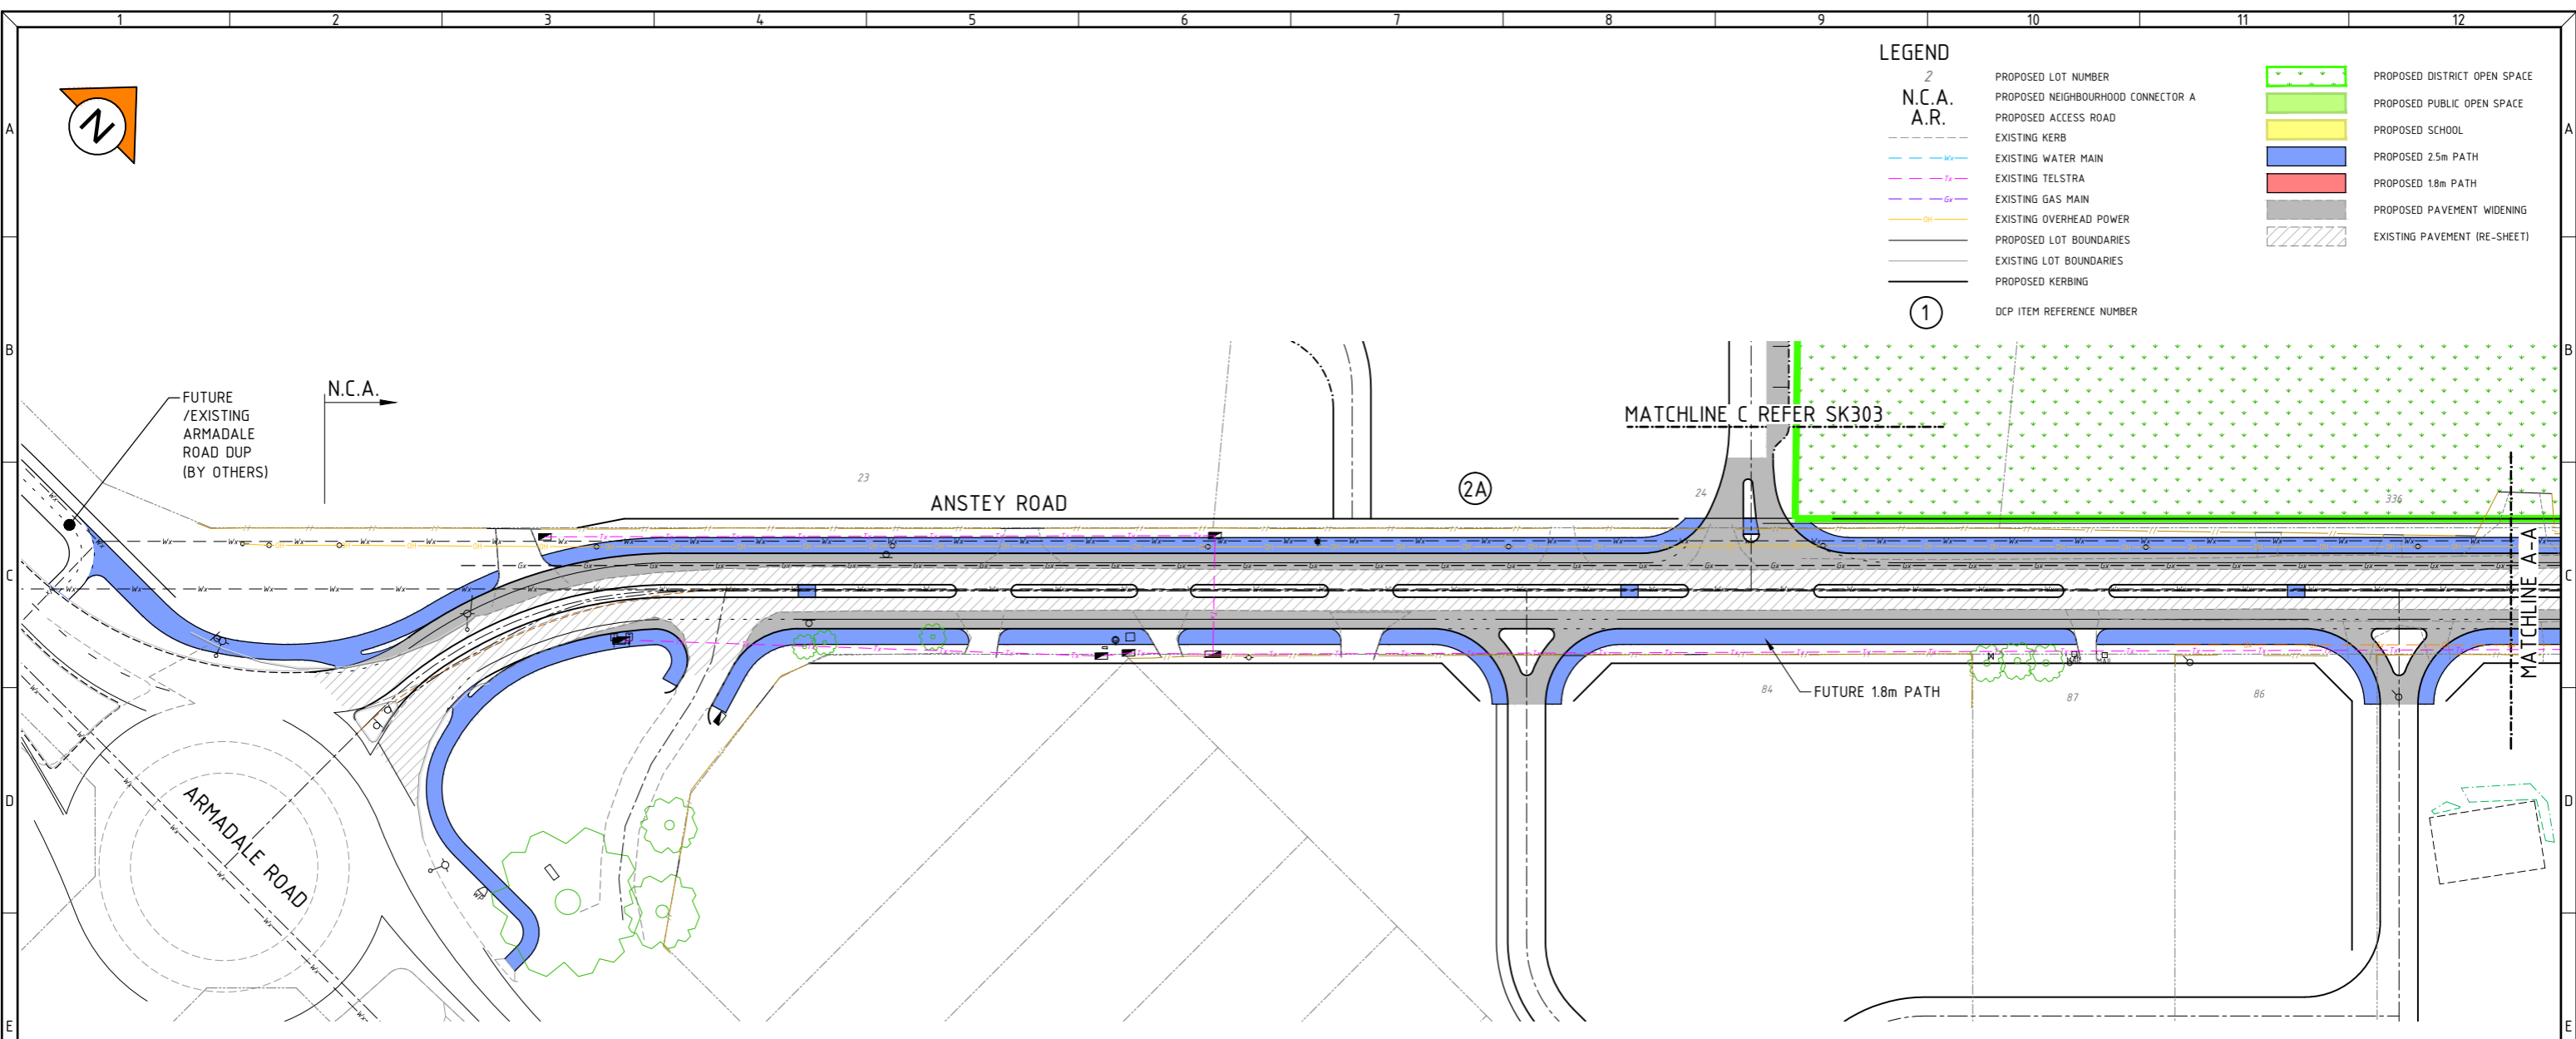 1 2 3 4 5 6 7 8 9 10 11 12
A
B
C
D
E
A
B
C
D
E
N
LEGEND
2 PROPOSED LOT NUMBER
N.C.A. PROPOSED NEIGHBOURHOOD CONNECTOR A
A.R. PROPOSED ACCESS ROAD
EXISTING KERB
Wx EXISTING WATER MAIN
Tx EXISTING TELSTRA
Gx EXISTING GAS MAIN
OH EXISTING OVERHEAD POWER
PROPOSED LOT BOUNDARIES
EXISTING LOT BOUNDARIES
PROPOSED KERBING
1 DCP ITEM REFERENCE NUMBER
PROPOSED DISTRICT OPEN SPACE
PROPOSED PUBLIC OPEN SPACE
PROPOSED SCHOOL
PROPOSED 2.5m PATH
PROPOSED 1.8m PATH
PROPOSED PAVEMENT WIDENING
EXISTING PAVEMENT (RE-SHEET)
FUTURE
/EXISTING
ARMADALE
ROAD DUP
(BY OTHERS)
N.C.A.
MATCHLINE C REFER SK303
23
ANSTEY ROAD
2A
24
336
MATCHLINE A-A
FUTURE 1.8m PATH
84
87
86
ARMADALE ROAD